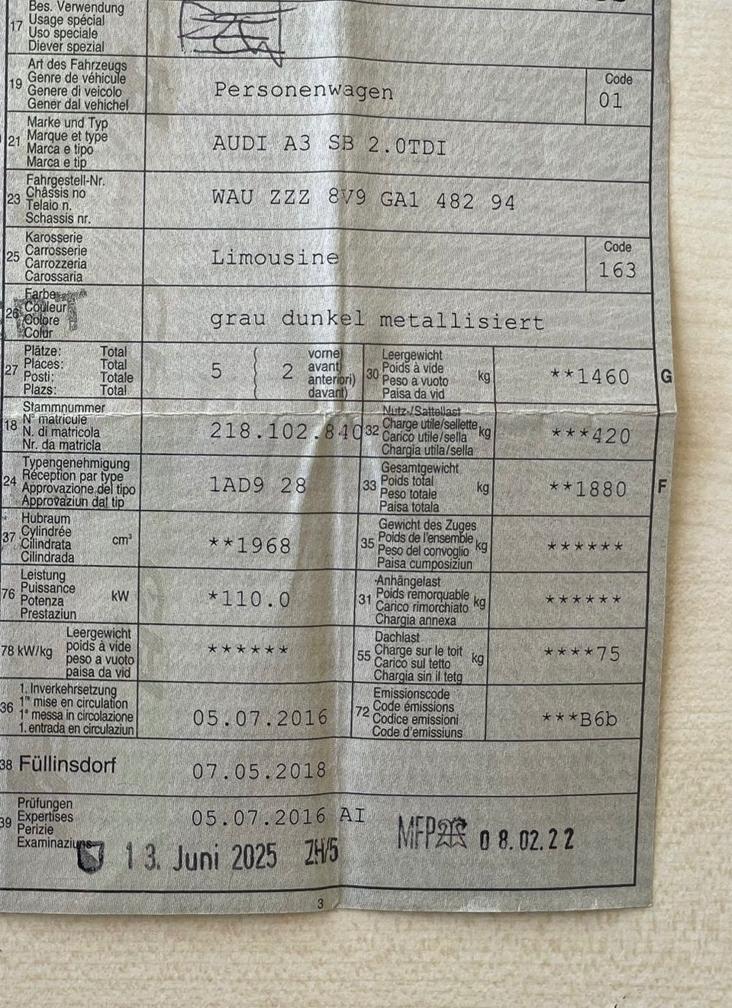 17 Bes. Verwendung
Usage spécial
Uso speciale
Diever spezial
19 Art des Fahrzeugs
Genre de véhicule
Genere di veicolo
Gener dal vehichel
Personenwagen
Code
01
21 Marke und Typ
Marque et type
Marca e tipo
Marca e tip
AUDI A3 SB 2.0TDI
23 Fahrgestell-Nr.
Châssis no
Telaio n.
Schassis nr.
WAU ZZZ 8V9 GA1 482 94
25 Karosserie
Carrosserie
Carrozzeria
Carossaria
Limousine
Code
163
26 Farbe
Couleur
Colore
Colur
grau dunkel metallisiert
27 Plätze: Total
Places: Total
Posti: Totale
Plazs: Total
5 2
vorne)
avant)
anteriori)
davant)
30 Leergewicht
Poids à vide
Peso a vuoto
Paisa da vid
kg
**1460
G
18 Stammnummer
N° matricule
N. di matricola
Nr. da matricla
218.102.840
32 Nutz-/Sattellast
Charge utile/sellette
Carico utile/sella
Chargia utila/sella
kg
***420
24 Typengenehmigung
Réception par type
Approvazione del tipo
Approvaziun dal tip
1AD9 28
33 Gesamtgewicht
Poids total
Peso totale
Paisa totala
kg
**1880
F
37 Hubraum
Cylindrée
Cilindrata
Cilindrada
cm³
**1968
35 Gewicht des Zuges
Poids de l'ensemble
Peso del convoglio
Paisa cumposiziun
kg
******
76 Leistung
Puissance
Potenza
Prestaziun
kW
*110.0
31 Anhängelast
Poids remorquable
Carico rimorchiato
Chargia annexa
kg
******
78 kW/kg Leergewicht
poids à vide
peso a vuoto
paisa da vid
******
55 Dachlast
Charge sur le toit
Carico sul tetto
Chargia sin il tetg
kg
****75
36 1. Inverkehrsetzung
1re mise en circulation
1a messa in circolazione
1. entrada en circulaziun
05.07.2016
72 Emissionscode
Code émissions
Codice emissioni
Code d'emissiuns
***B6b
38 Füllinsdorf
07.05.2018
39 Prüfungen
Expertises
Perizie
Examinaziuns
05.07.2016 AI
13. Juni 2025 ZH/5
MFP 08.02.22
3